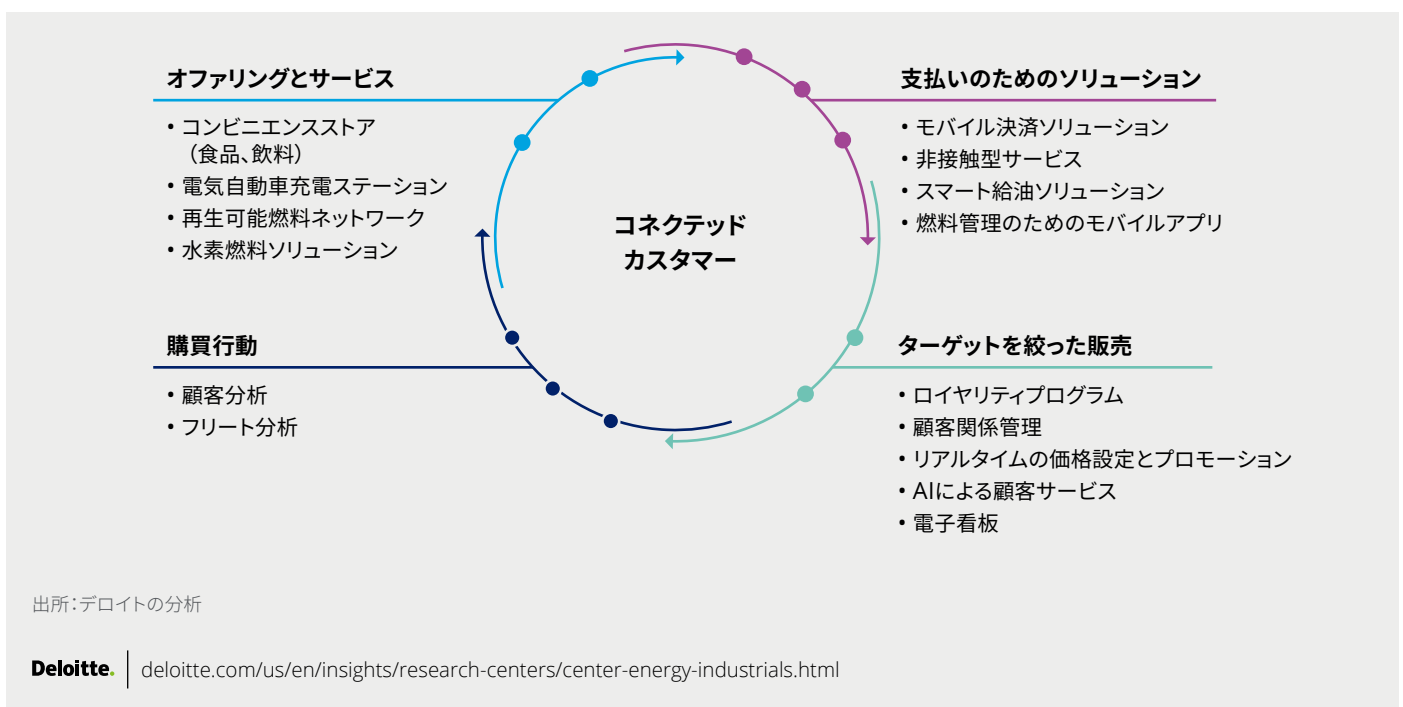 オファリングとサービス
• コンビニエンスストア
（食品、飲料）
• 電気自動車充電ステーション
• 再生可能燃料ネットワーク
• 水素燃料ソリューション
支払いのためのソリューション
• モバイル決済ソリューション
• 非接触型サービス
• スマート給油ソリューション
• 燃料管理のためのモバイルアプリ
コネクテッド
カスタマー
購買行動
• 顧客分析
• フリート分析
ターゲットを絞った販売
• ロイヤリティプログラム
• 顧客関係管理
• リアルタイムの価格設定とプロモーション
• AIによる顧客サービス
• 電子看板
出所：デロイトの分析
Deloitte.
deloitte.com/us/en/insights/research-centers/center-energy-industrials.html